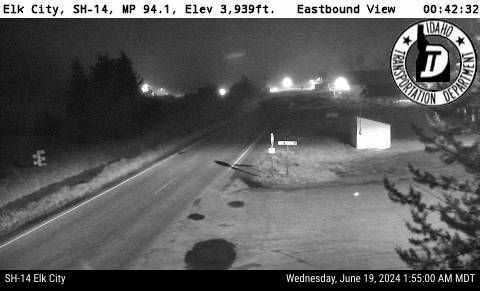 Elk City, SH-14, MP 94.1, Elev 3,939ft. Eastbound View 00:42:32
IDAHO
TRANSPORTATION DEPARTMENT
SH-14 Elk City Wednesday, June 19, 2024 1:55:00 AM MDT